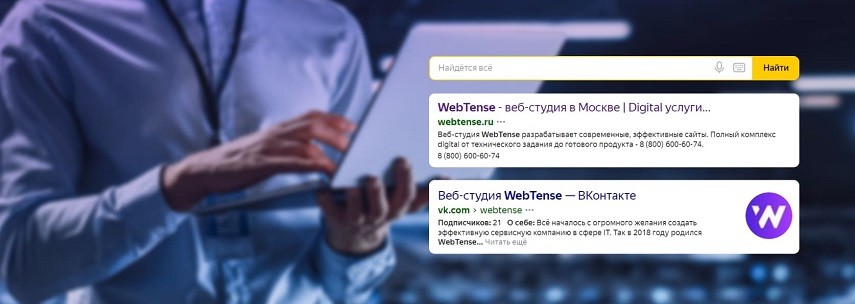 Найдётся всё
Найти
WebTense - веб-студия в Москве | Digital услуги...
webtense.ru ···
Веб-студия WebTense разрабатывает современные, эффективные сайты. Полный комплекс
digital от технического задания до готового продукта - 8 (800) 600-60-74.
8 (800) 600-60-74
Веб-студия WebTense — ВКонтакте
vk.com › webtense ···
Подписчиков: 21 О себе: Всё началось с огромного желания создать
эффективную сервисную компанию в сфере IT. Так в 2018 году родился
WebTense... Читать ещё
W